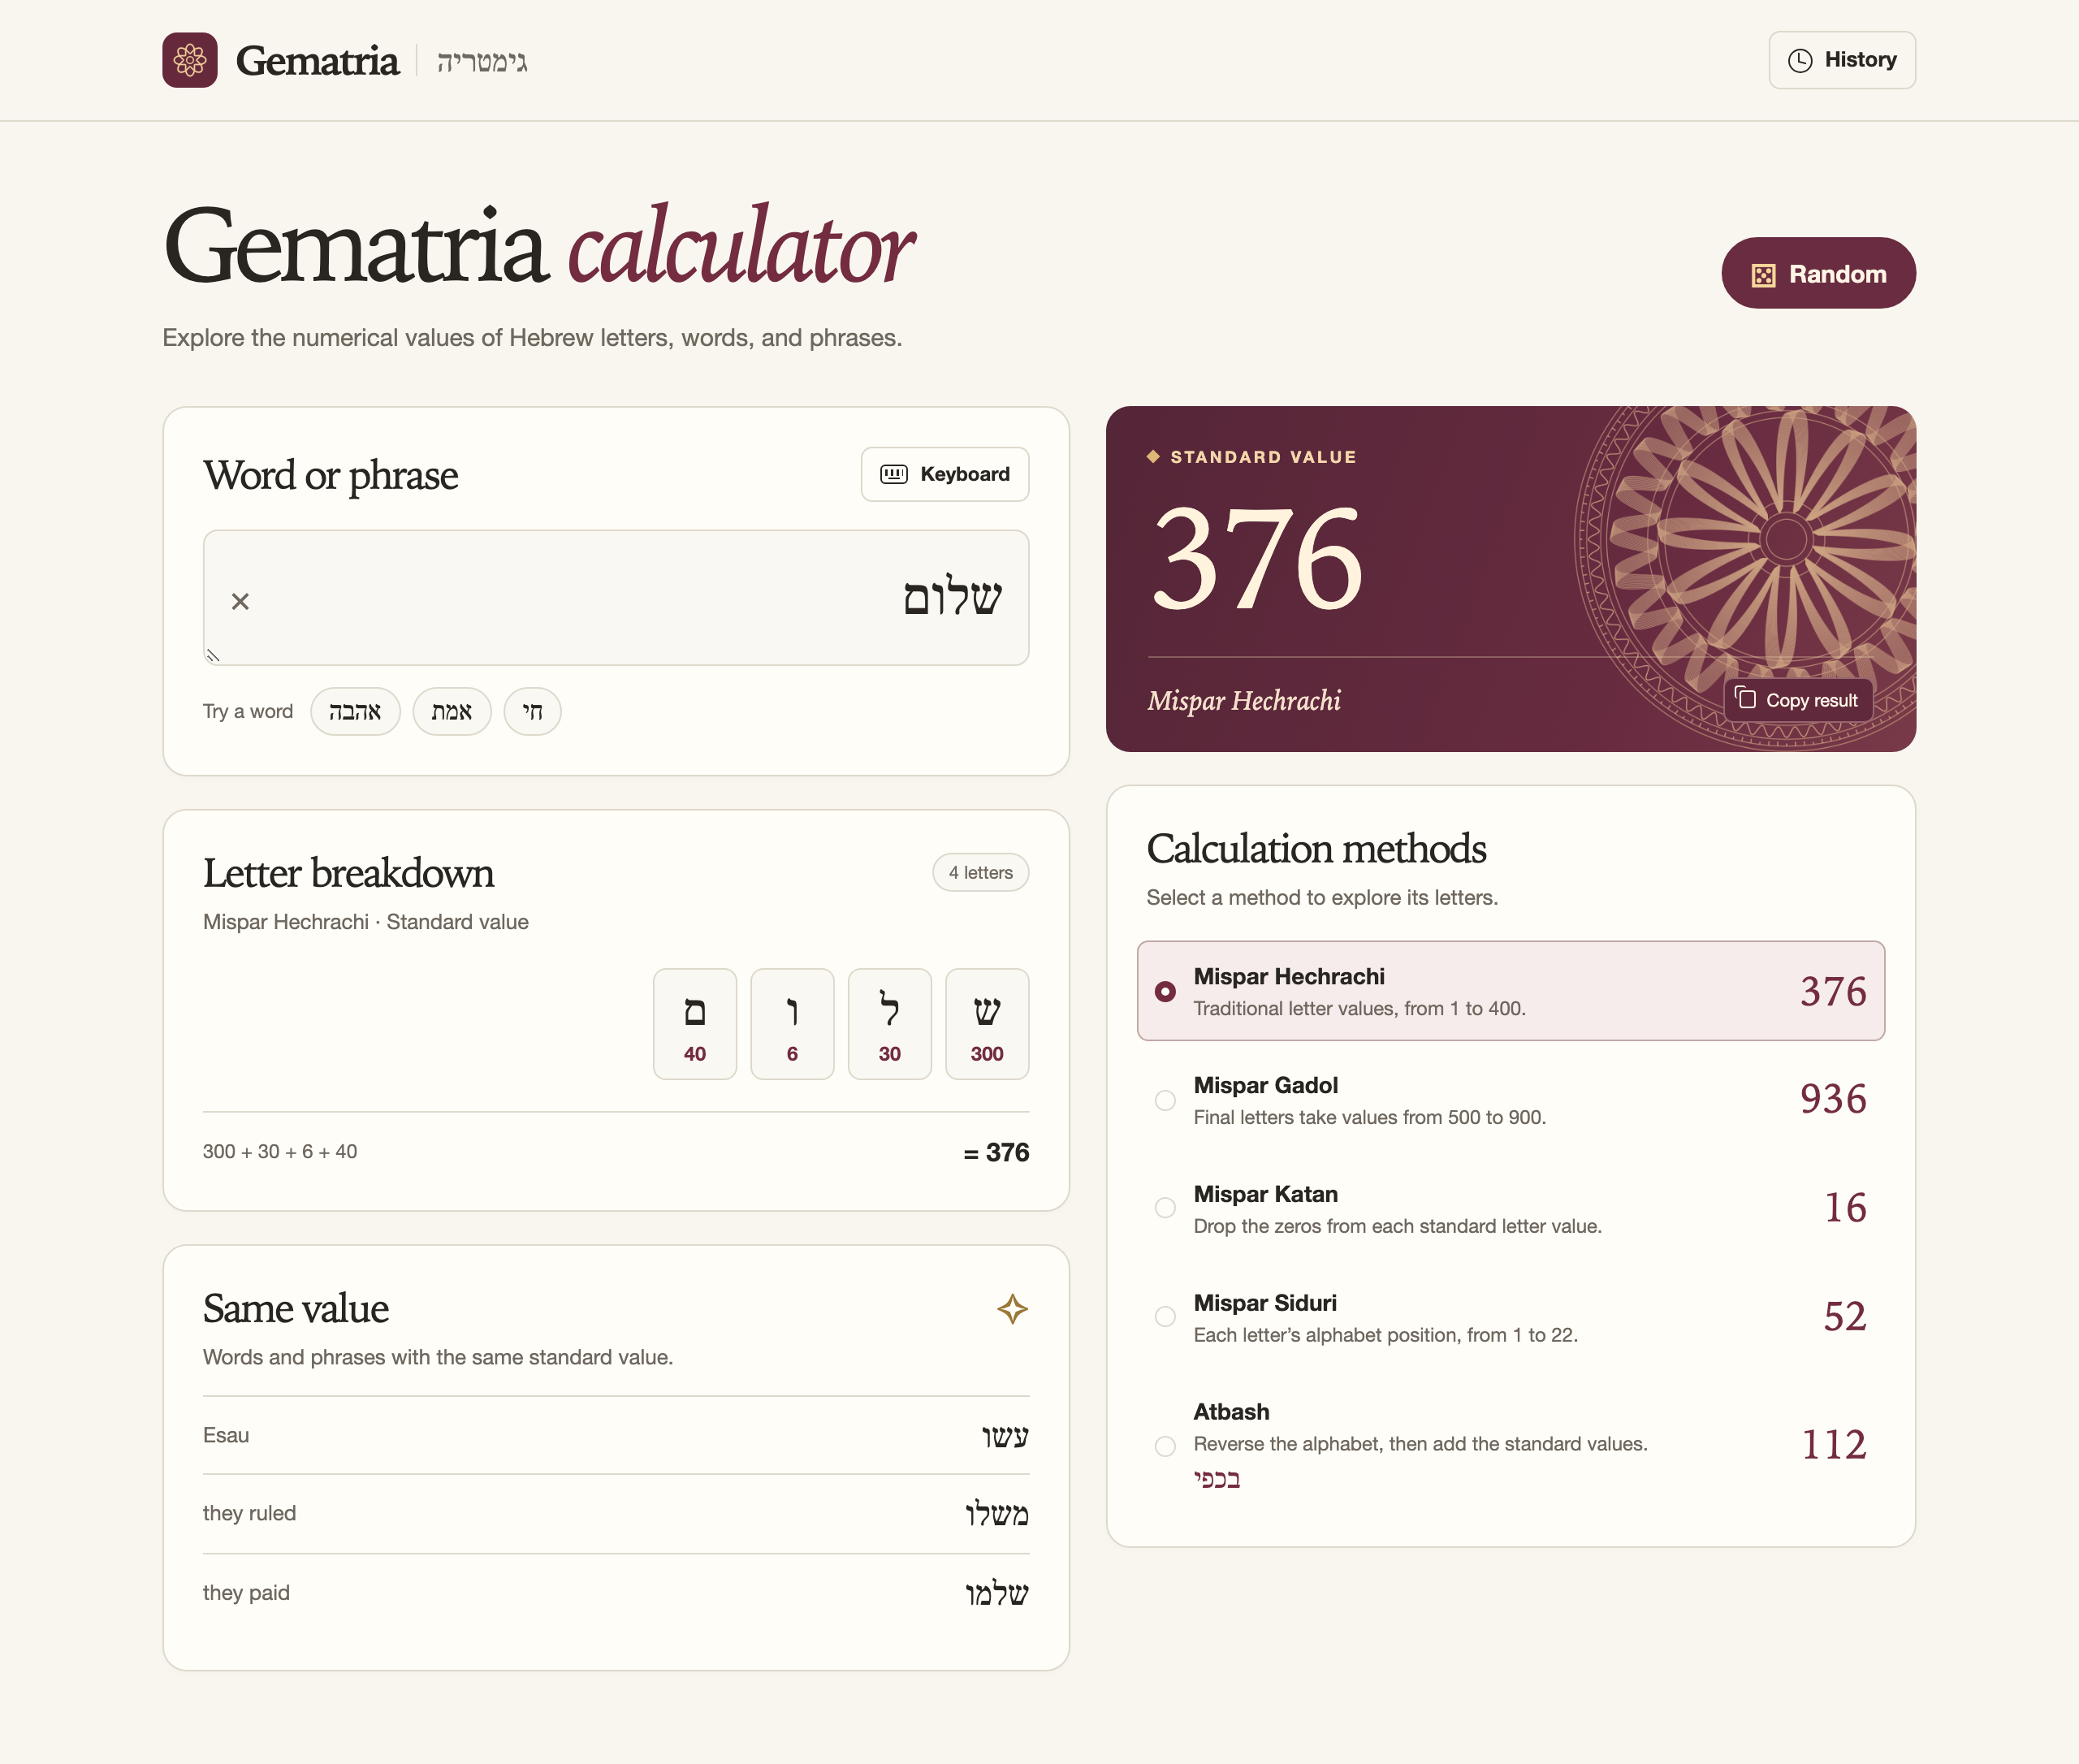 Gematria גימטריה
History
Gematria calculator
Explore the numerical values of Hebrew letters, words, and phrases.
Random
Word or phrase
Keyboard
שלום
Try a word אהבה אמת חי
Letter breakdown
4 letters
Mispar Hechrachi · Standard value
ש ל ו ם
300 30 6 40
300 + 30 + 6 + 40 = 376
Same value
Words and phrases with the same standard value.
Esau עשו
they ruled משלו
they paid שלמו
STANDARD VALUE
376
Mispar Hechrachi
Copy result
Calculation methods
Select a method to explore its letters.
Mispar Hechrachi
Traditional letter values, from 1 to 400.
376
Mispar Gadol
Final letters take values from 500 to 900.
936
Mispar Katan
Drop the zeros from each standard letter value.
16
Mispar Siduri
Each letter’s alphabet position, from 1 to 22.
52
Atbash
Reverse the alphabet, then add the standard values.
בכפי
112